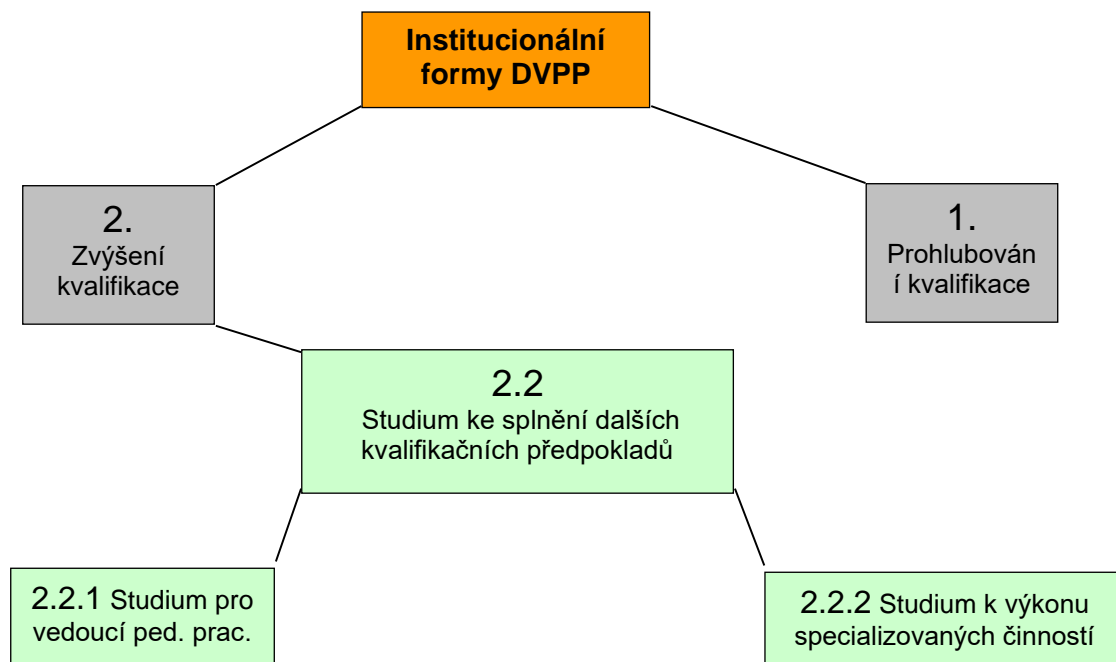 Institucionální
formy DVPP
2.
Zvýšení
kvalifikace
1.
Prohlubován
í kvalifikace
2.2
Studium ke splnění dalších
kvalifikačních předpokladů
2.2.1 Studium pro
vedoucí ped. prac.
2.2.2 Studium k výkonu
specializovaných činností